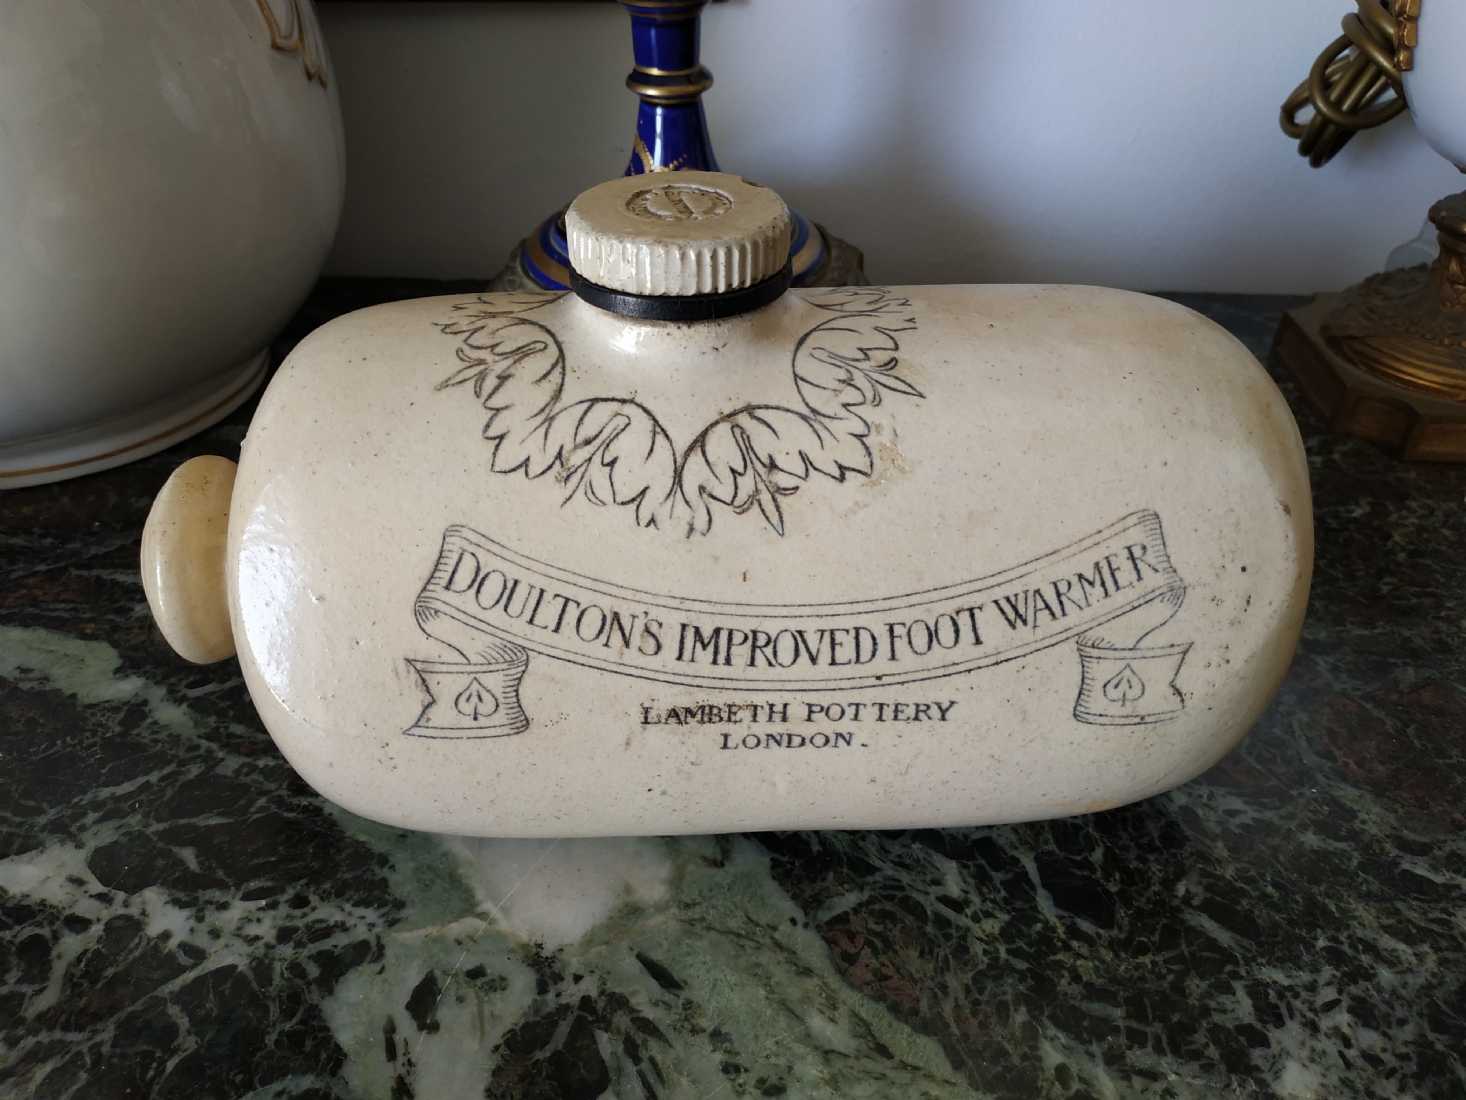 DOULTON'S IMPROVED FOOT WARMER
LAMBETH POTTERY
LONDON.